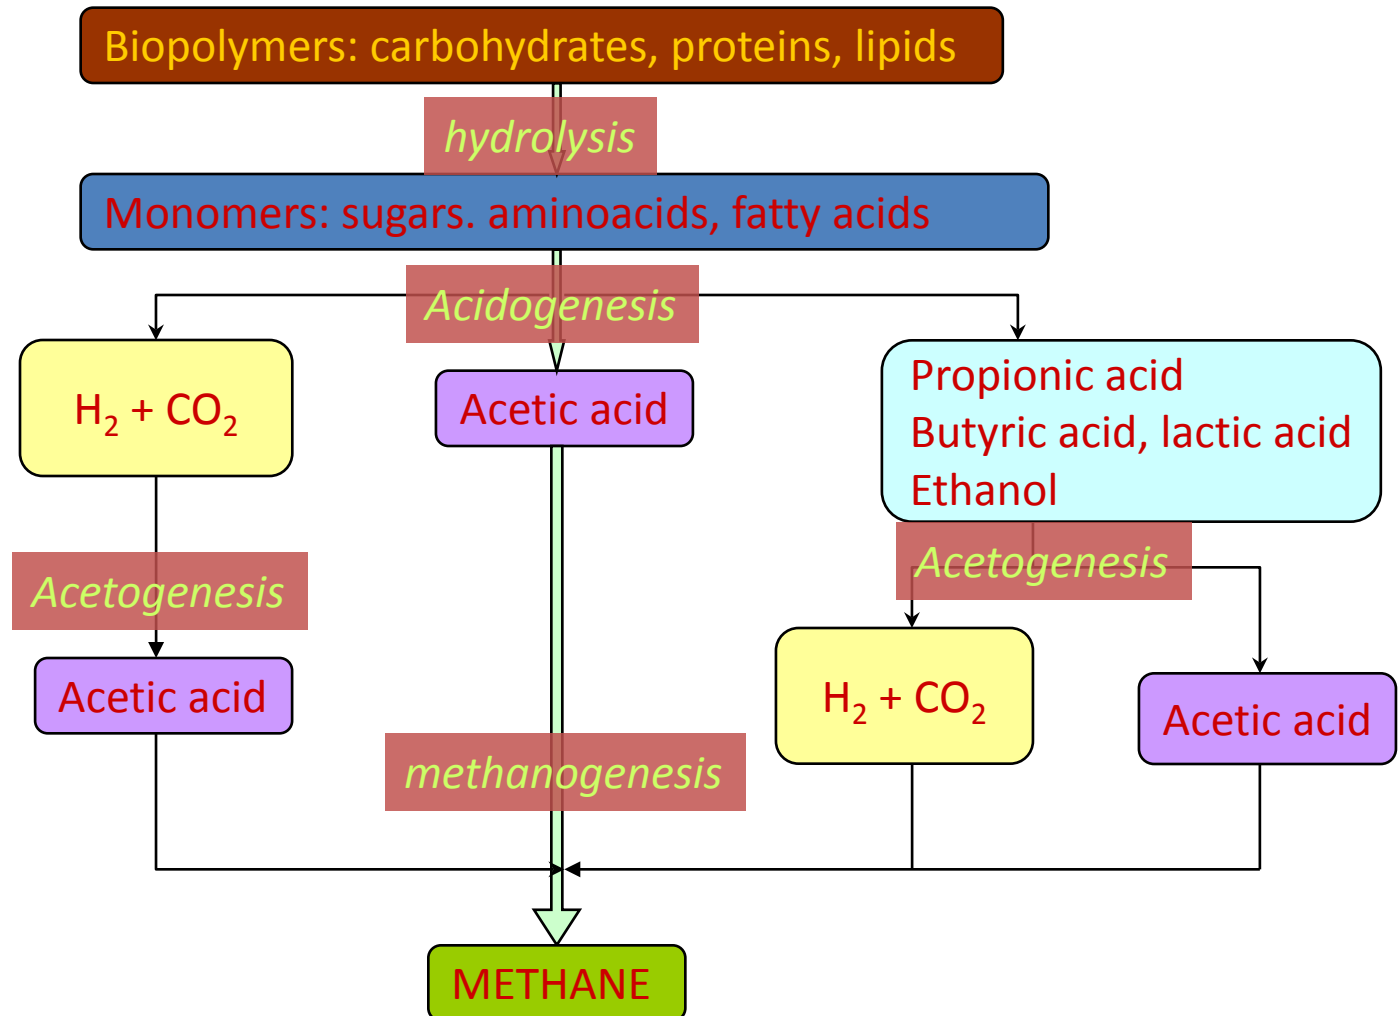 Biopolymers: carbohydrates, proteins, lipids
hydrolysis
Monomers: sugars. aminoacids, fatty acids
Acidogenesis
H₂ + CO₂
Acetic acid
Propionic acid
Butyric acid, lactic acid
Ethanol
Acetogenesis
Acetogenesis
Acetic acid
H₂ + CO₂
Acetic acid
methanogenesis
METHANE